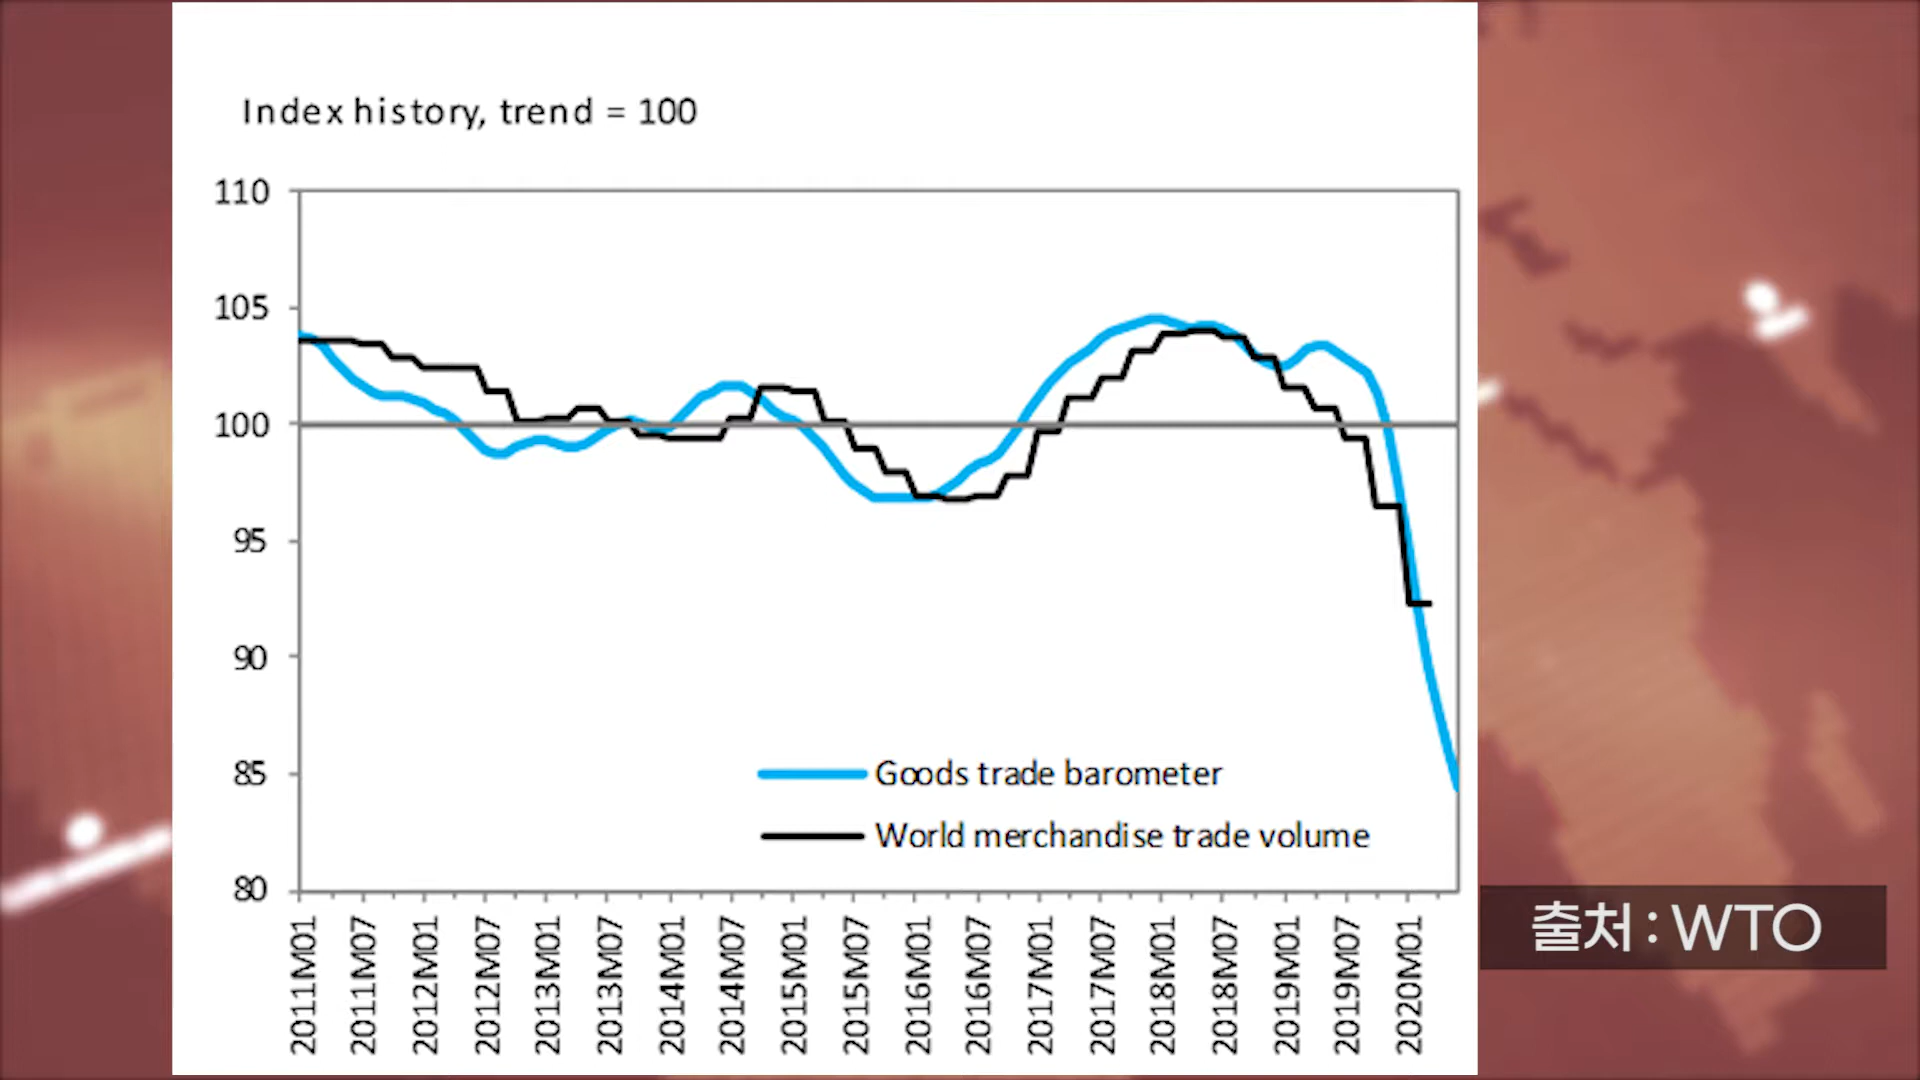 Index history, trend = 100
110
105
100
95
90
85
80
Goods trade barometer
World merchandise trade volume
2011M01
2011M07
2012M01
2012M07
2013M01
2013M07
2014M01
2014M07
2015M01
2015M07
2016M01
2016M07
2017M01
2017M07
2018M01
2018M07
2019M01
2019M07
2020M01
출처 : WTO